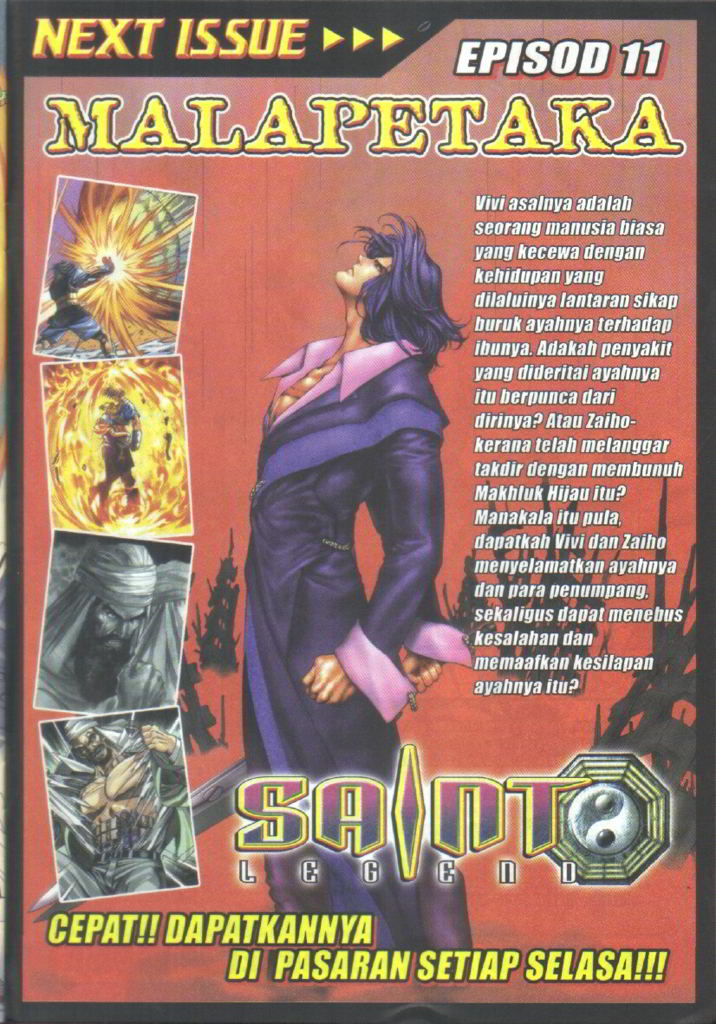 NEXT ISSUE
EPISOD 11
MALAPETAKA
Vivi asalnya adalah
seorang manusia biasa
yang kecewa dengan
kehidupan yang
dilaluinya lantaran sikap
buruk ayahnya terhadap
ibunya. Adakah penyakit
yang dideritai ayahnya
itu berpunca dari
dirinya? Atau Zaiho-
kerana telah melanggar
takdir dengan membunuh
Makhluk Hijau itu?
Manakala itu pula,
dapatkah Vivi dan Zaiho
menyelamatkan ayahnya
dan para penumpang,
sekaligus dapat menebus
kesalahan dan
memaafkan kesilapan
ayahnya itu?
SAINT
LEGEND
CEPAT!! DAPATKANNYA
DI PASARAN SETIAP SELASA!!!